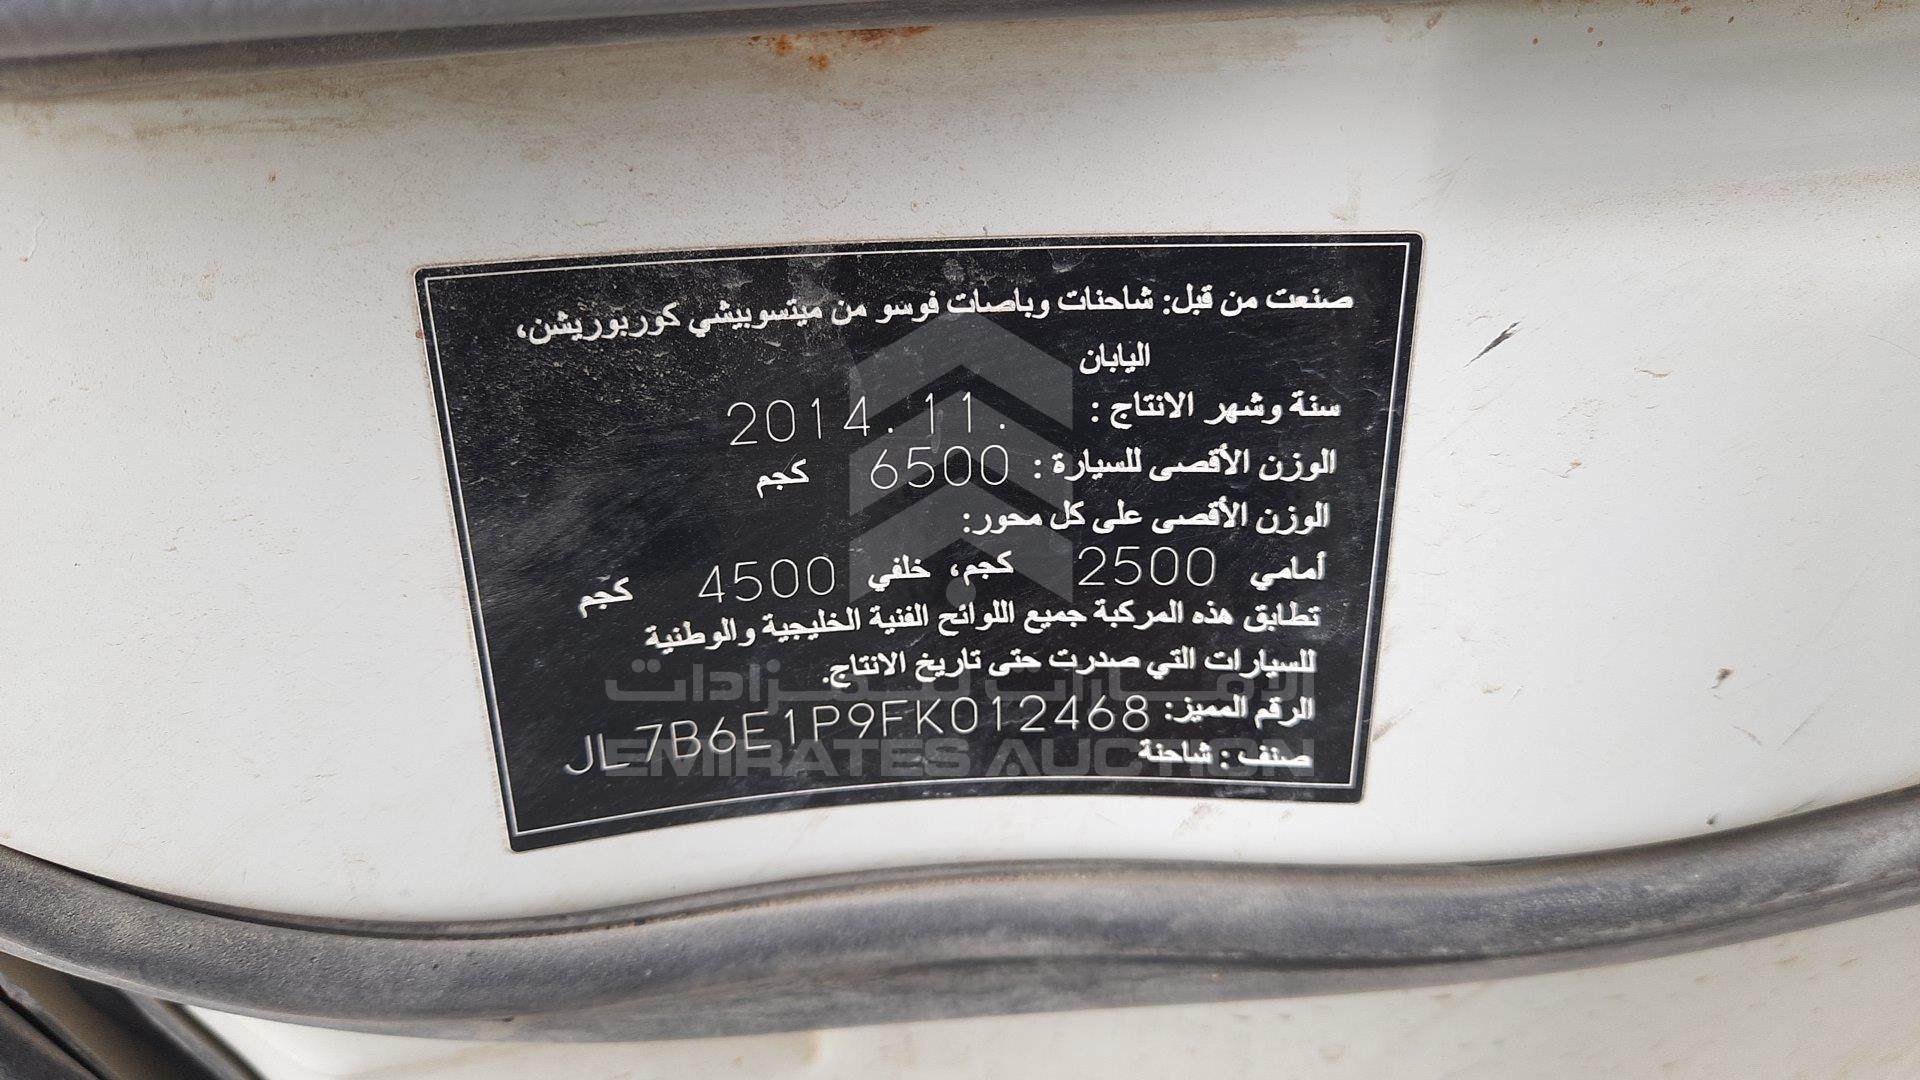 صنعت من قبل: شاحنات وباصات فوسو من ميتسوبيشي كوربوريشن،
اليابان
سنة وشهر الانتاج : 2014.11.
الوزن الأقصى للسيارة : 6500 كجم
الوزن الأقصى على كل محور:
أمامي 2500 كجم، خلفي 4500 كجم
تطابق هذه المركبة جميع اللوائح الفنية الخليجية والوطنية
للسيارات التي صدرت حتى تاريخ الانتاج.
الرقم المميز: JL7B6E1P9FK012468
صنف : شاحنة
الإمارات للمزادات
EMIRATES AUCTION